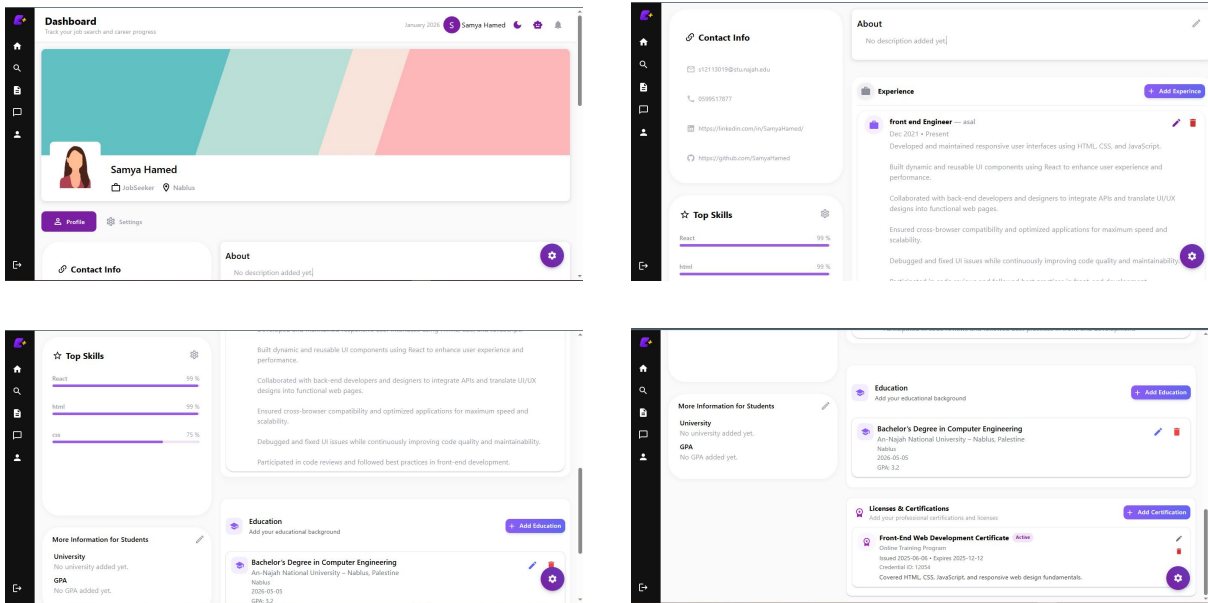 Dashboard
Track your job search and career progress
January 2026
S
Samya Hamed
Samya Hamed
JobSeeker
Nablus
Profile
Settings
Contact Info
About
No description added yet.
Contact Info
s12113019@stu.najah.edu
0599517877
https://linkedin.com/in/SamyaHamed/
https://github.com/SamyaHamed
Top Skills
React
99 %
html
99 %
About
No description added yet.
Experience
+ Add Experince
front end Engineer — asal
Dec 2021 • Present
Developed and maintained responsive user interfaces using HTML, CSS, and JavaScript.
Built dynamic and reusable UI components using React to enhance user experience and
performance.
Collaborated with back-end developers and designers to integrate APIs and translate UI/UX
designs into functional web pages.
Ensured cross-browser compatibility and optimized applications for maximum speed and
scalability.
Debugged and fixed UI issues while continuously improving code quality and maintainability.
Top Skills
React
99 %
html
99 %
css
75 %
More Information for Students
University
No university added yet.
GPA
No GPA added yet.
Built dynamic and reusable UI components using React to enhance user experience and
performance.
Collaborated with back-end developers and designers to integrate APIs and translate UI/UX
designs into functional web pages.
Ensured cross-browser compatibility and optimized applications for maximum speed and
scalability.
Debugged and fixed UI issues while continuously improving code quality and maintainability.
Participated in code reviews and followed best practices in front-end development.
Education
Add your educational background
+ Add Education
Bachelor's Degree in Computer Engineering
An-Najah National University – Nablus, Palestine
Nablus
2026-05-05
GPA: 3.2
More Information for Students
University
No university added yet.
GPA
No GPA added yet.
Education
Add your educational background
+ Add Education
Bachelor's Degree in Computer Engineering
An-Najah National University – Nablus, Palestine
Nablus
2026-05-05
GPA: 3.2
Licenses & Certifications
Add your professional certifications and licenses
+ Add Certification
Front-End Web Development Certificate
Active
Online Training Program
Issued 2025-06-06 • Expires 2025-12-12
Credential ID: 12054
Covered HTML, CSS, JavaScript, and responsive web design fundamentals.